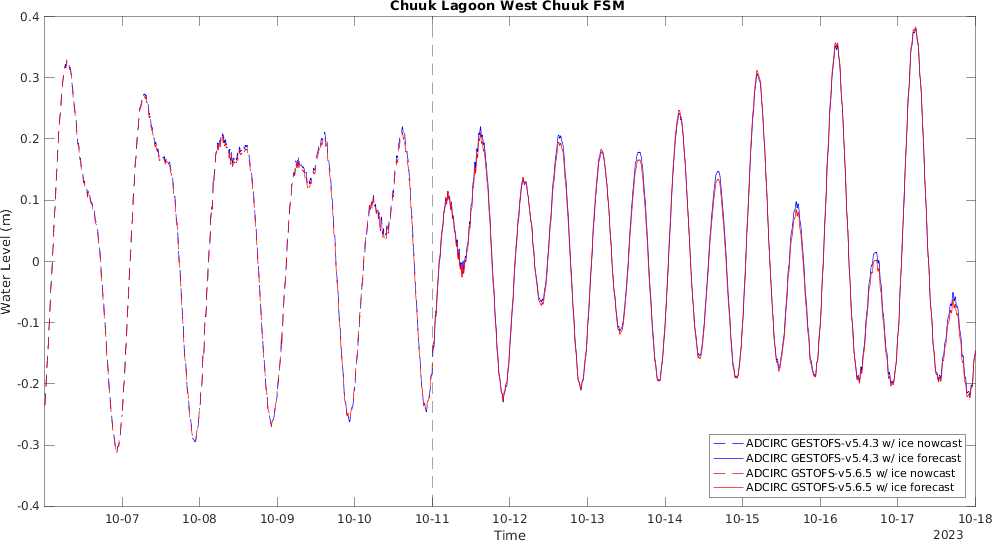 Chuuk Lagoon West Chuuk FSM
Water Level (m)
0.4
0.3
0.2
0.1
0
-0.1
-0.2
-0.3
-0.4
ADCIRC GESTOFS-v5.4.3 w/ ice nowcast
ADCIRC GESTOFS-v5.4.3 w/ ice forecast
ADCIRC GSTOFS-v5.6.5 w/ ice nowcast
ADCIRC GSTOFS-v5.6.5 w/ ice forecast
10-07 10-08 10-09 10-10 10-11 10-12 10-13 10-14 10-15 10-16 10-17 10-18
Time
2023